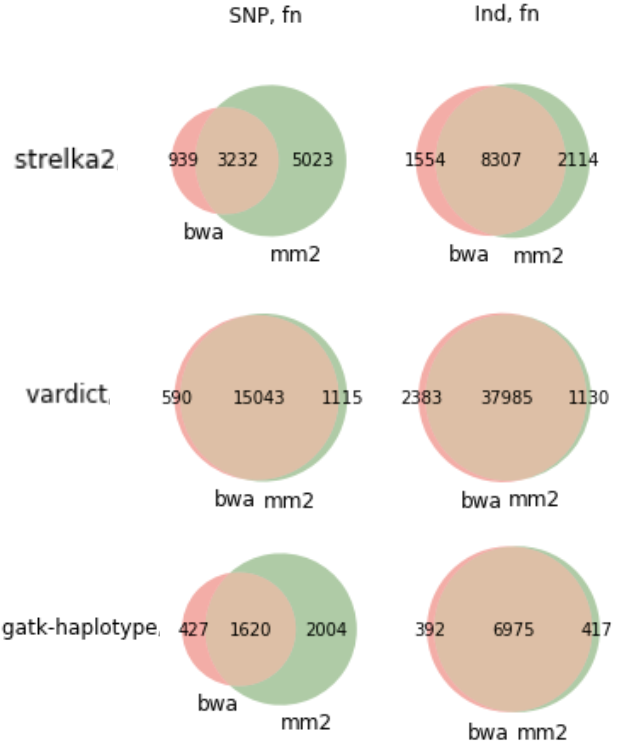 SNP, fn Ind, fn
strelka2,
939 3232 5023 1554 8307 2114
bwa mm2 bwa mm2
vardict,
590 15043 1115 2383 37985 1130
bwa mm2 bwa mm2
gatk-haplotype,
427 1620 2004 392 6975 417
bwa mm2 bwa mm2